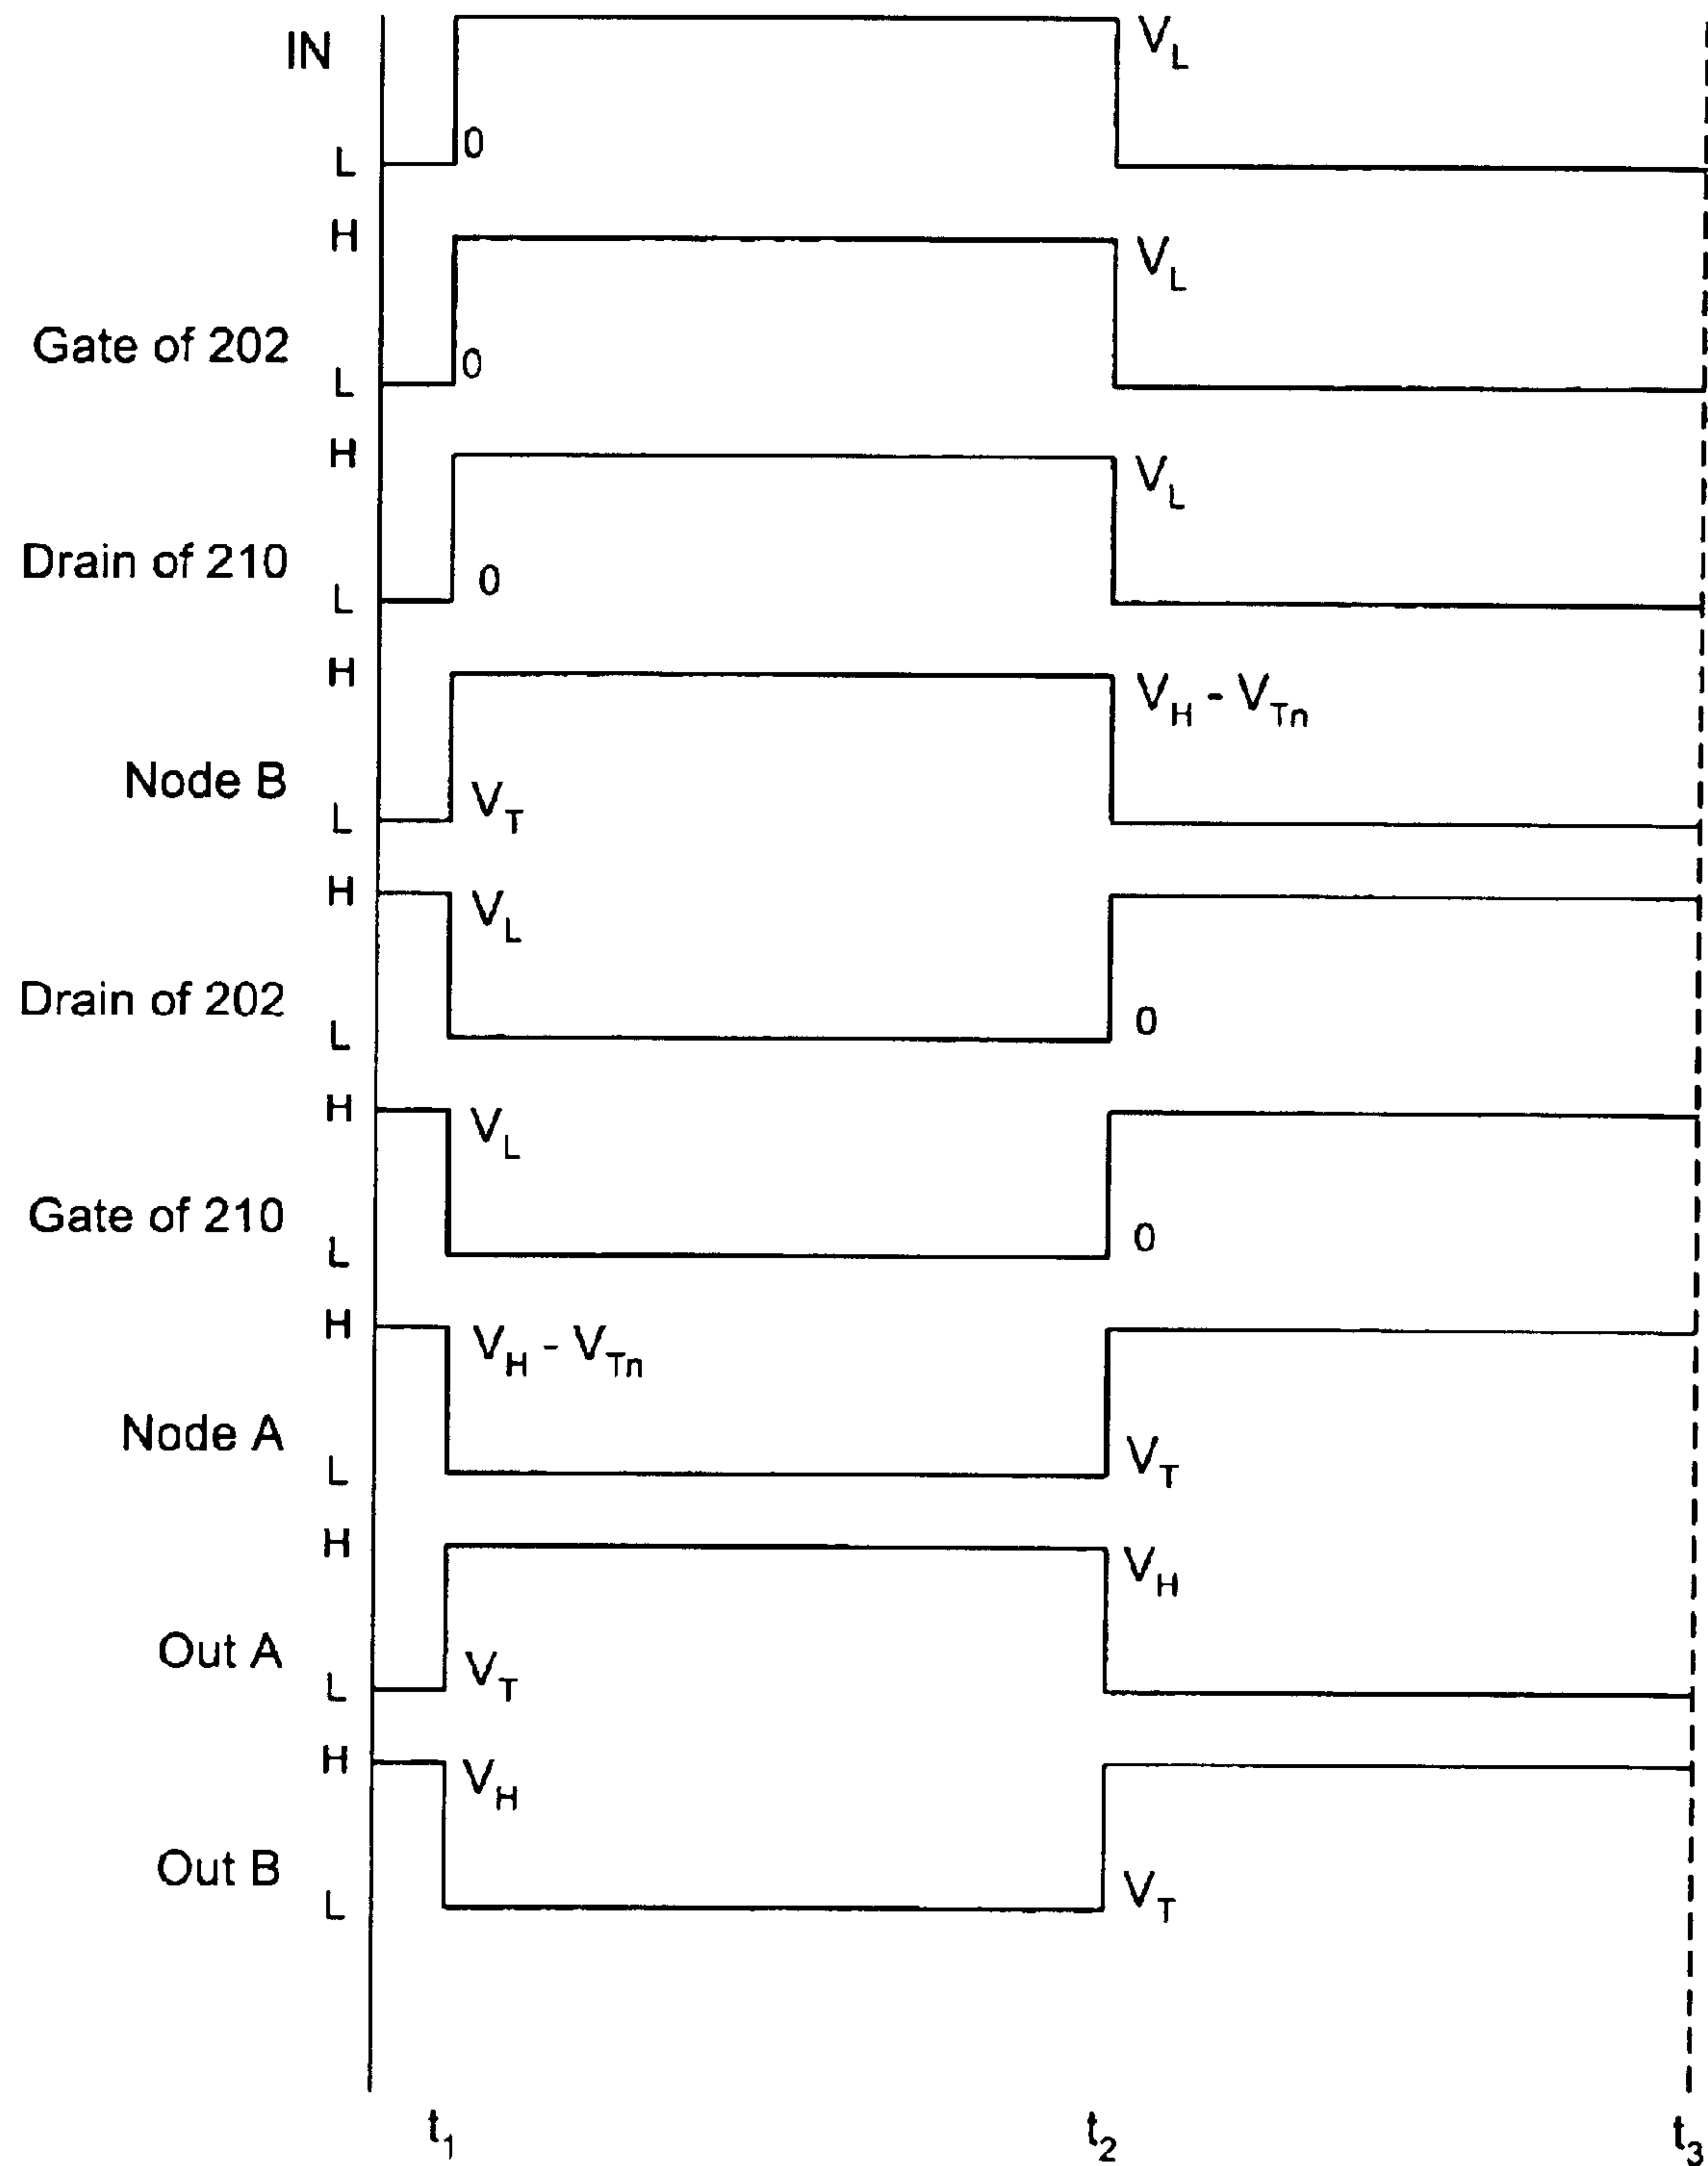 IN
V_L
0
L
H
V_L
Gate of 202
0
L
H
V_L
Drain of 210
0
L
H
V_H - V_Tn
Node B
V_T
L
H
V_L
Drain of 202
0
L
H
V_L
Gate of 210
0
L
H
V_H - V_Tn
Node A
V_T
L
H
V_H
Out A
V_T
L
H
V_H
Out B
V_T
L
t_1 t_2 t_3